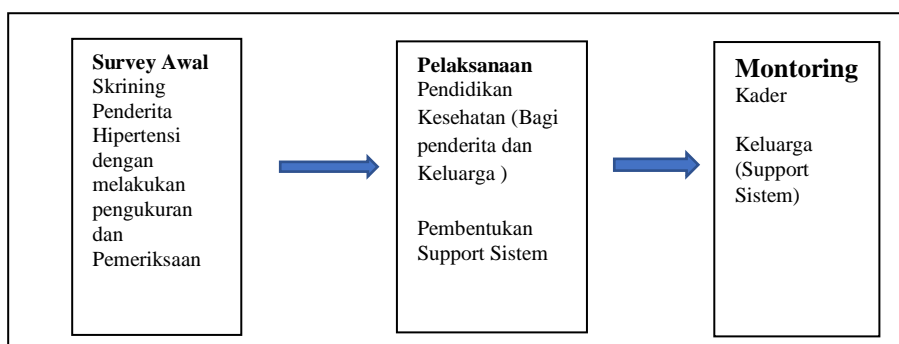 Survey Awal
Skrining
Penderita
Hipertensi
dengan
melakukan
pengukuran
dan
Pemeriksaan
Pelaksanaan
Pendidikan
Kesehatan (Bagi
penderita dan
Keluarga )
Pembentukan
Support Sistem
Montoring
Kader
Keluarga
(Support
Sistem)